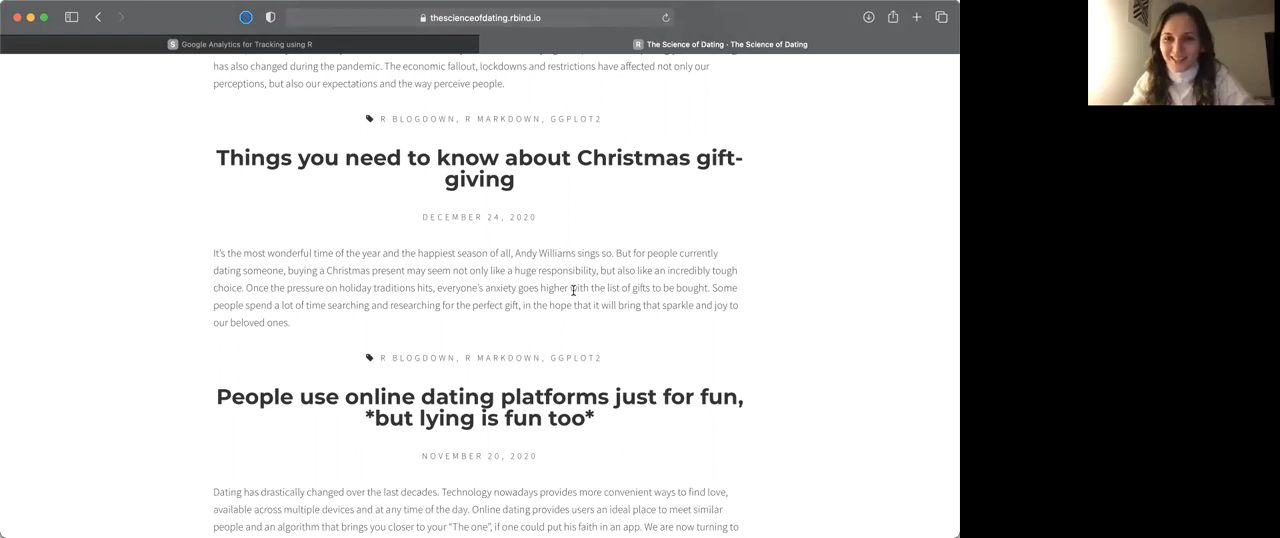 thescienceofdating.rbind.io
S Google Analytics for Tracking using R
R The Science of Dating · The Science of Dating
has also changed during the pandemic. The economic fallout, lockdowns and restrictions have affected not only our
perceptions, but also our expectations and the way perceive people.
R BLOGDOWN, R MARKDOWN, GGPLOT2
Things you need to know about Christmas gift-
giving
DECEMBER 24, 2020
It's the most wonderful time of the year and the happiest season of all, Andy Williams sings so. But for people currently
dating someone, buying a Christmas present may seem not only like a huge responsibility, but also like an incredibly tough
choice. Once the pressure on holiday traditions hits, everyone's anxiety goes higher with the list of gifts to be bought. Some
people spend a lot of time searching and researching for the perfect gift, in the hope that it will bring that sparkle and joy to
our beloved ones.
R BLOGDOWN, R MARKDOWN, GGPLOT2
People use online dating platforms just for fun,
*but lying is fun too*
NOVEMBER 20, 2020
Dating has drastically changed over the last decades. Technology nowadays provides more convenient ways to find love,
available across multiple devices and at any time of the day. Online dating provides users an ideal place to meet similar
people and an algorithm that brings you closer to your "The one", if one could put his faith in an app. We are now turning to